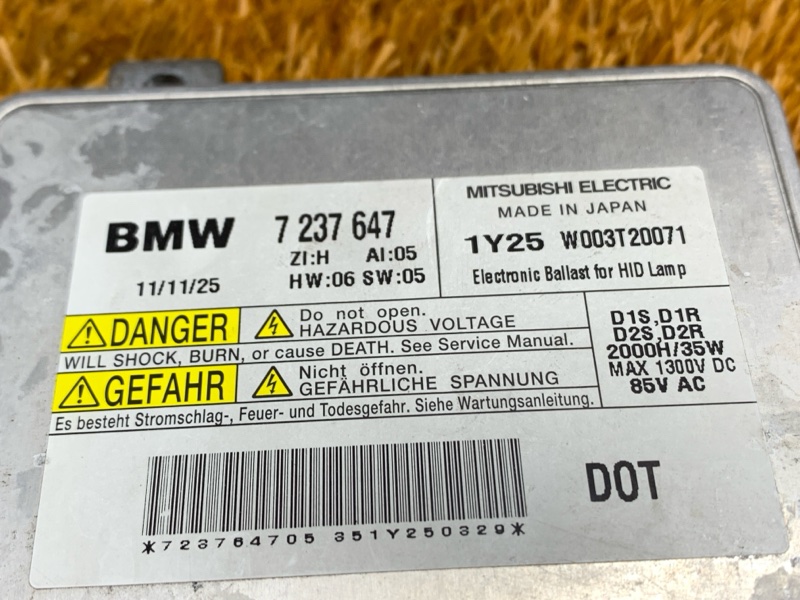 BMW 7 237 647
ZI:H AI:05
11/11/25 HW:06 SW:05
MITSUBISHI ELECTRIC
MADE IN JAPAN
1Y25 W003T20071
Electronic Ballast for HID Lamp
DANGER Do not open.
HAZARDOUS VOLTAGE
WILL SHOCK, BURN, or cause DEATH. See Service Manual.
GEFAHR Nicht öffnen.
GEFÄHRLICHE SPANNUNG
Es besteht Stromschlag-, Feuer- und Todesgefahr. Siehe Wartungsanleitung.
D1S,D1R
D2S,D2R
2000H/35W
MAX 1300V DC
85V AC
DOT
*723764705 351Y250329*